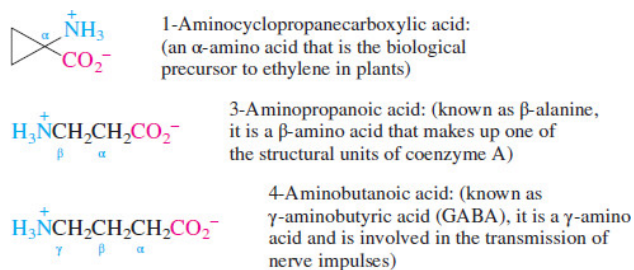 +
NH₃
α
CO₂⁻
1-Aminocyclopropanecarboxylic acid:
(an α-amino acid that is the biological
precursor to ethylene in plants)
+
H₃NCH₂CH₂CO₂⁻
β α
3-Aminopropanoic acid: (known as β-alanine,
it is a β-amino acid that makes up one of
the structural units of coenzyme A)
+
H₃NCH₂CH₂CH₂CO₂⁻
γ β α
4-Aminobutanoic acid: (known as
γ-aminobutyric acid (GABA), it is a γ-amino
acid and is involved in the transmission of
nerve impulses)